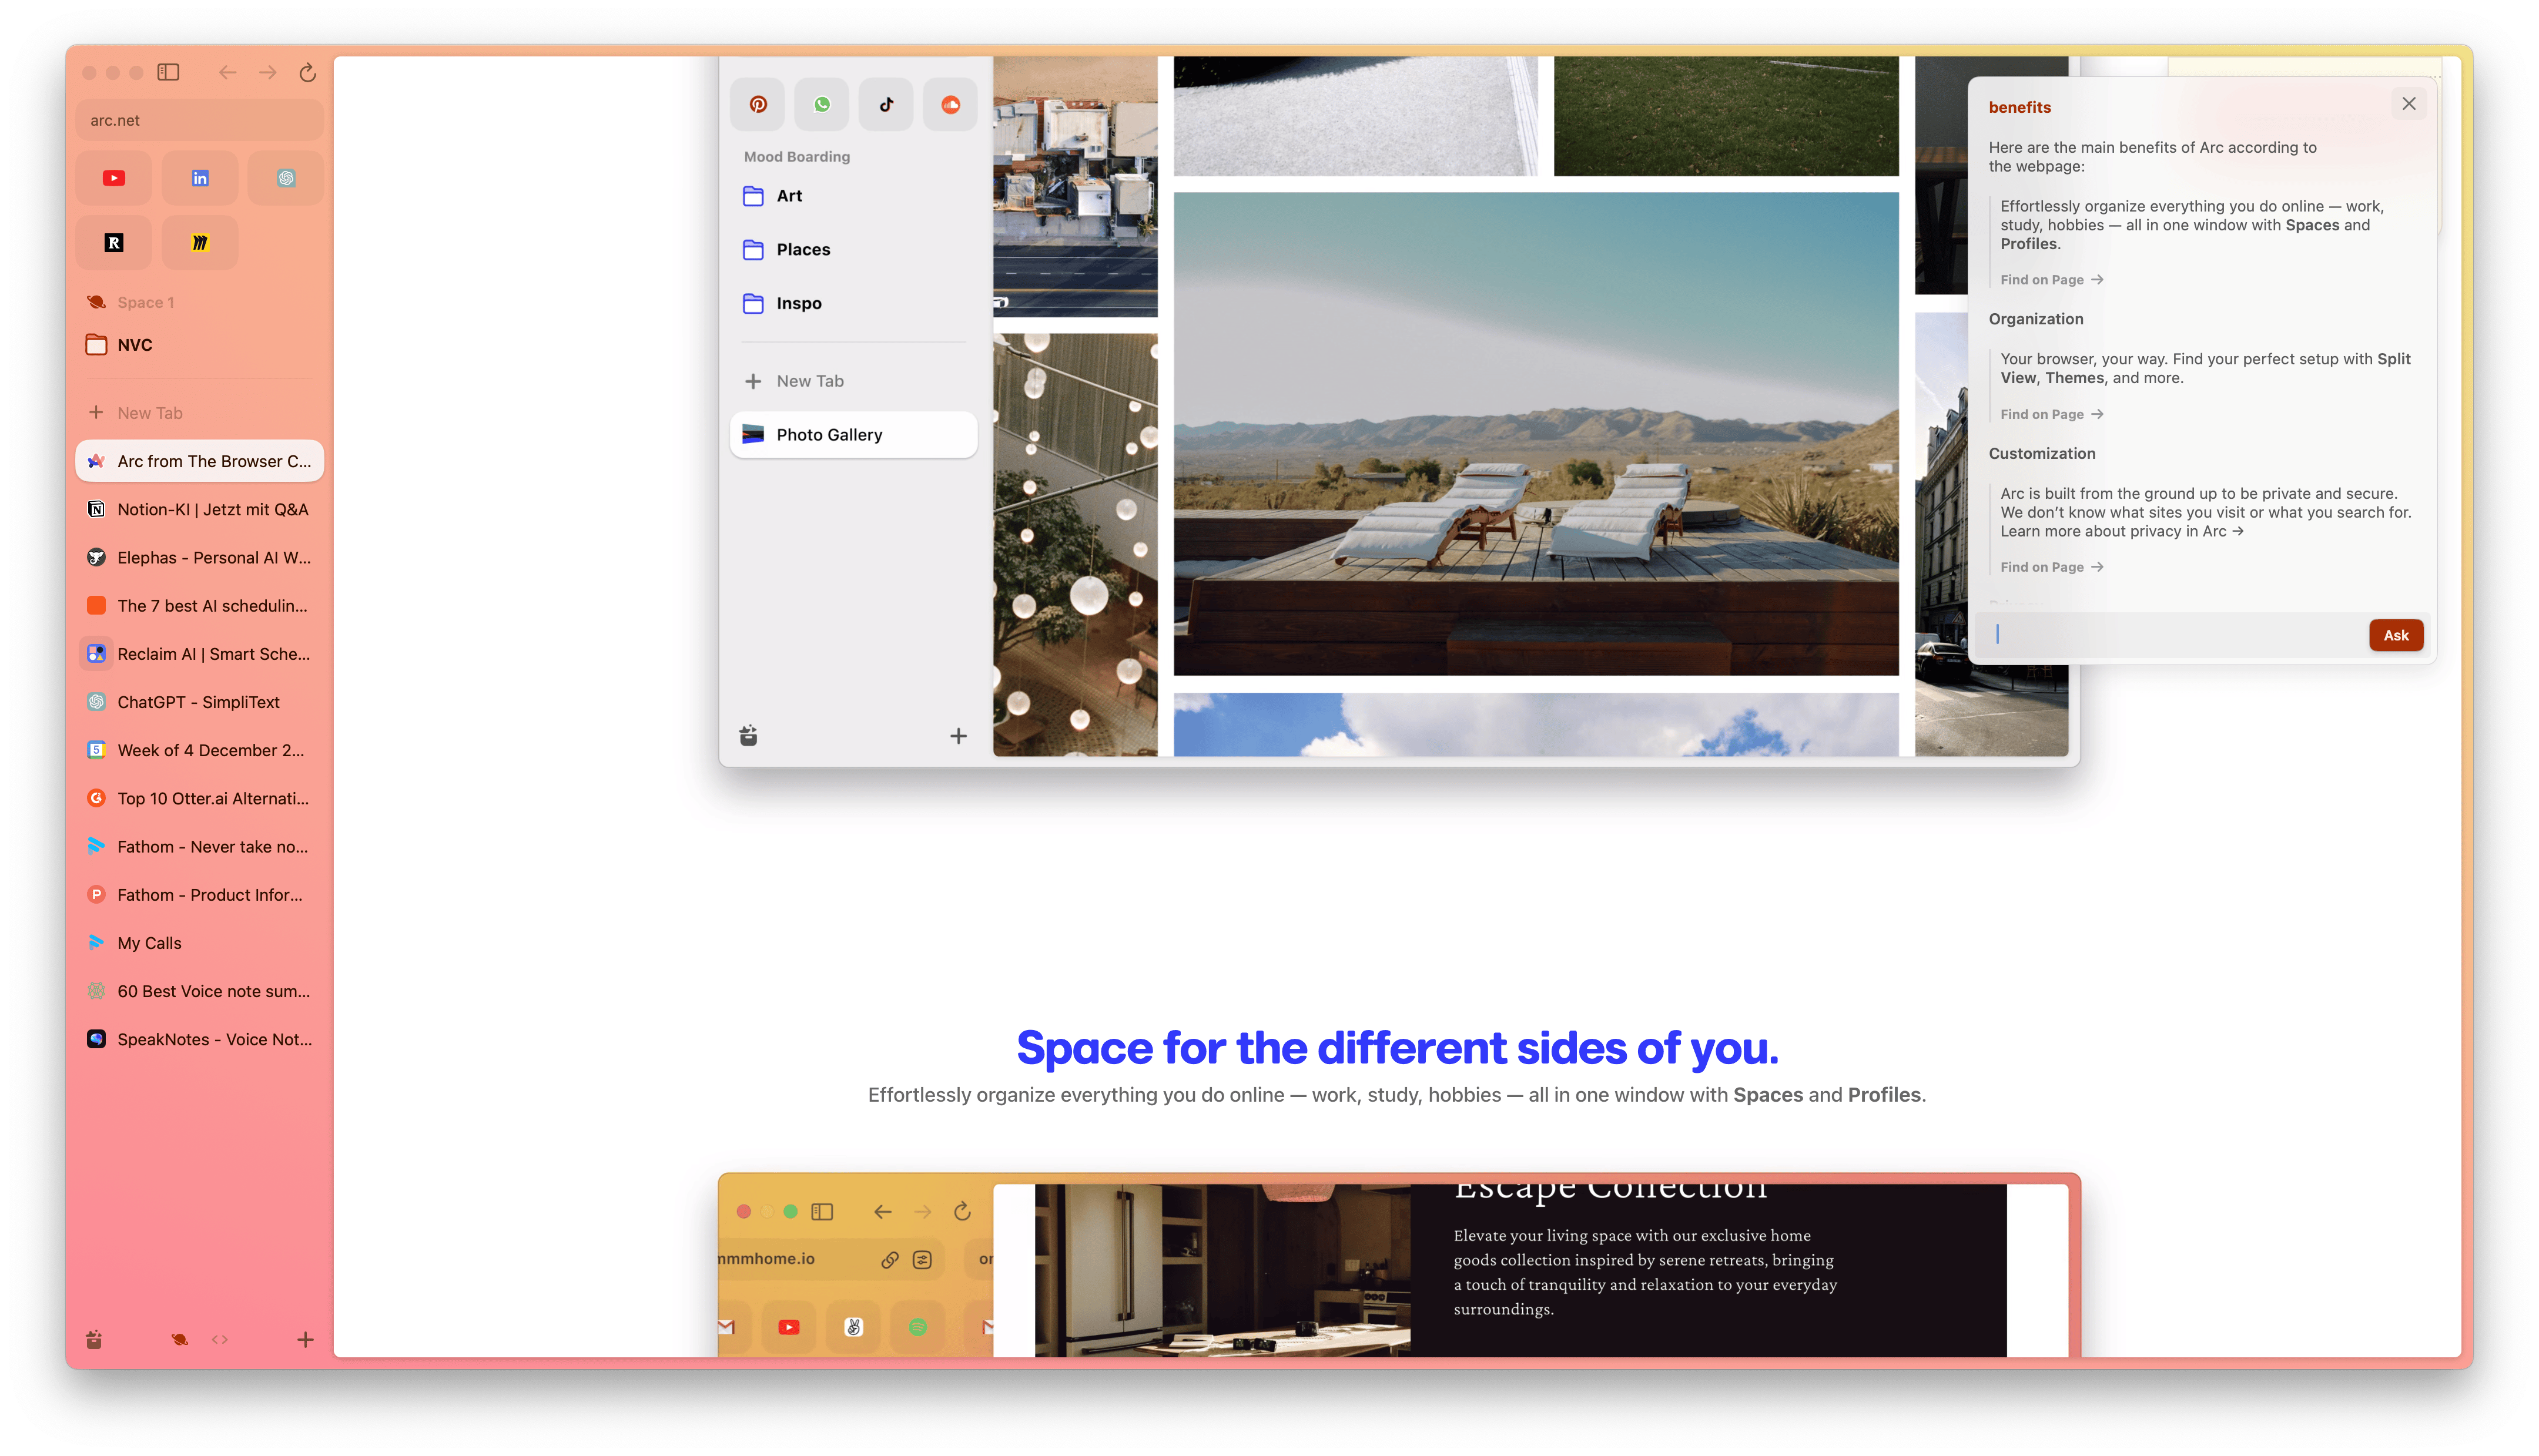 arc.net
Space 1
NVC
New Tab
Arc from The Browser C...
Notion-KI | Jetzt mit Q&A
Elephas - Personal AI W...
The 7 best AI schedulin...
Reclaim AI | Smart Sche...
ChatGPT - SimpliText
Week of 4 December 2...
Top 10 Otter.ai Alternati...
Fathom - Never take no...
Fathom - Product Infor...
My Calls
60 Best Voice note sum...
SpeakNotes - Voice Not...
Mood Boarding
Art
Places
Inspo
New Tab
Photo Gallery
benefits
Here are the main benefits of Arc according to
the webpage:
Effortlessly organize everything you do online — work,
study, hobbies — all in one window with Spaces and
Profiles.
Find on Page →
Organization
Your browser, your way. Find your perfect setup with Split
View, Themes, and more.
Find on Page →
Customization
Arc is built from the ground up to be private and secure.
We don’t know what sites you visit or what you search for.
Learn more about privacy in Arc →
Find on Page →
Ask
Space for the different sides of you.
Effortlessly organize everything you do online — work, study, hobbies — all in one window with Spaces and Profiles.
mmhome.io
Escape Collection
Elevate your living space with our exclusive home
goods collection inspired by serene retreats, bringing
a touch of tranquility and relaxation to your everyday
surroundings.